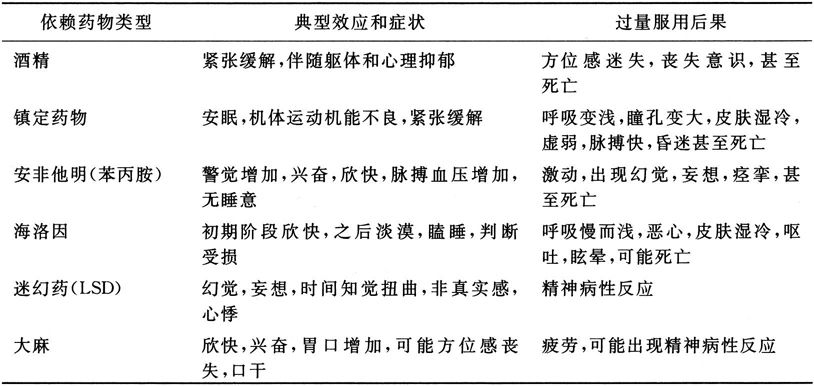 依赖药物类型 典型效应和症状 过量服用后果
酒精 紧张缓解,伴随躯体和心理抑郁 方位感迷失,丧失意识,甚至
死亡
镇定药物 安眠,机体运动机能不良,紧张缓解 呼吸变浅,瞳孔变大,皮肤湿冷,
虚弱,脉搏快,昏迷甚至死亡
安非他明(苯丙胺) 警觉增加,兴奋,欣快,脉搏血压增加, 激动,出现幻觉,妄想,痉挛,甚
无睡意 至死亡
海洛因 初期阶段欣快,之后淡漠,瞌睡,判断 呼吸慢而浅,恶心,皮肤湿冷,呕
受损 吐,眩晕,可能死亡
迷幻药(LSD) 幻觉,妄想,时间知觉扭曲,非真实感, 精神病性反应
心悸
大麻 欣快,兴奋,胃口增加,可能方位感丧 疲劳,可能出现精神病性反应
失,口干